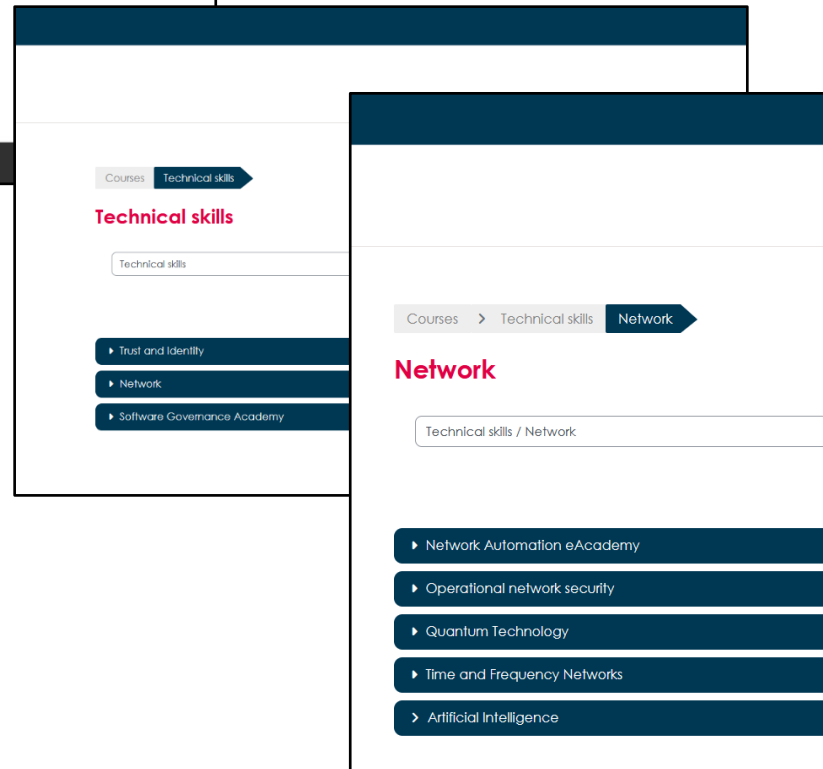 Courses Technical skills
Technical skills
Technical skills
Trust and Identity
Network
Software Governance Academy
Courses > Technical skills Network
Network
Technical skills / Network
Network Automation eAcademy
Operational network security
Quantum Technology
Time and Frequency Networks
Artificial Intelligence